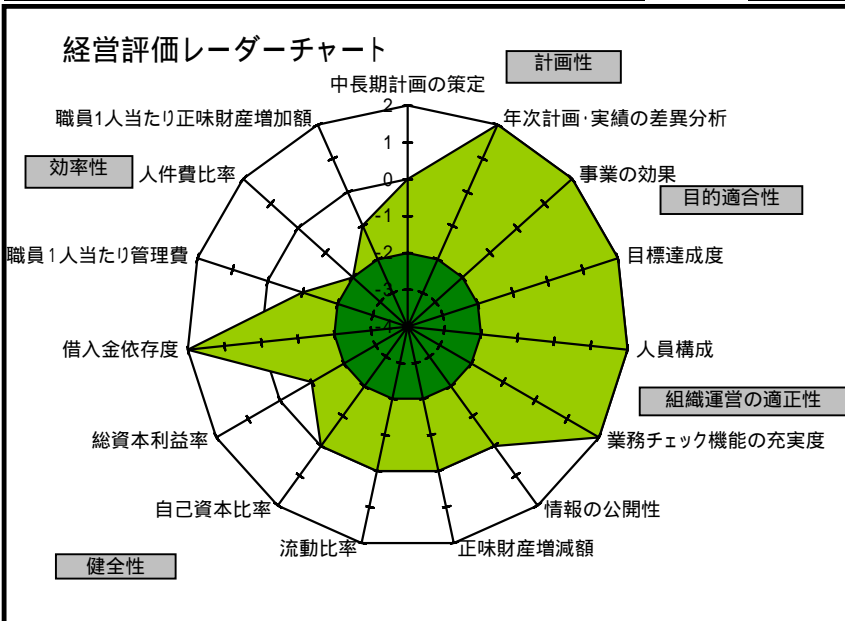 経営評価レーダーチャート
計画性
中長期計画の策定
職員1人当たり正味財産増加額
年次計画・実績の差異分析
効率性
人件費比率
事業の効果
目的適合性
職員1人当たり管理費
目標達成度
借入金依存度
人員構成
組織運営の適正性
総資本利益率
業務チェック機能の充実度
自己資本比率
情報の公開性
流動比率
正味財産増減額
健全性
2
1
0
-1
-2
-3
-4